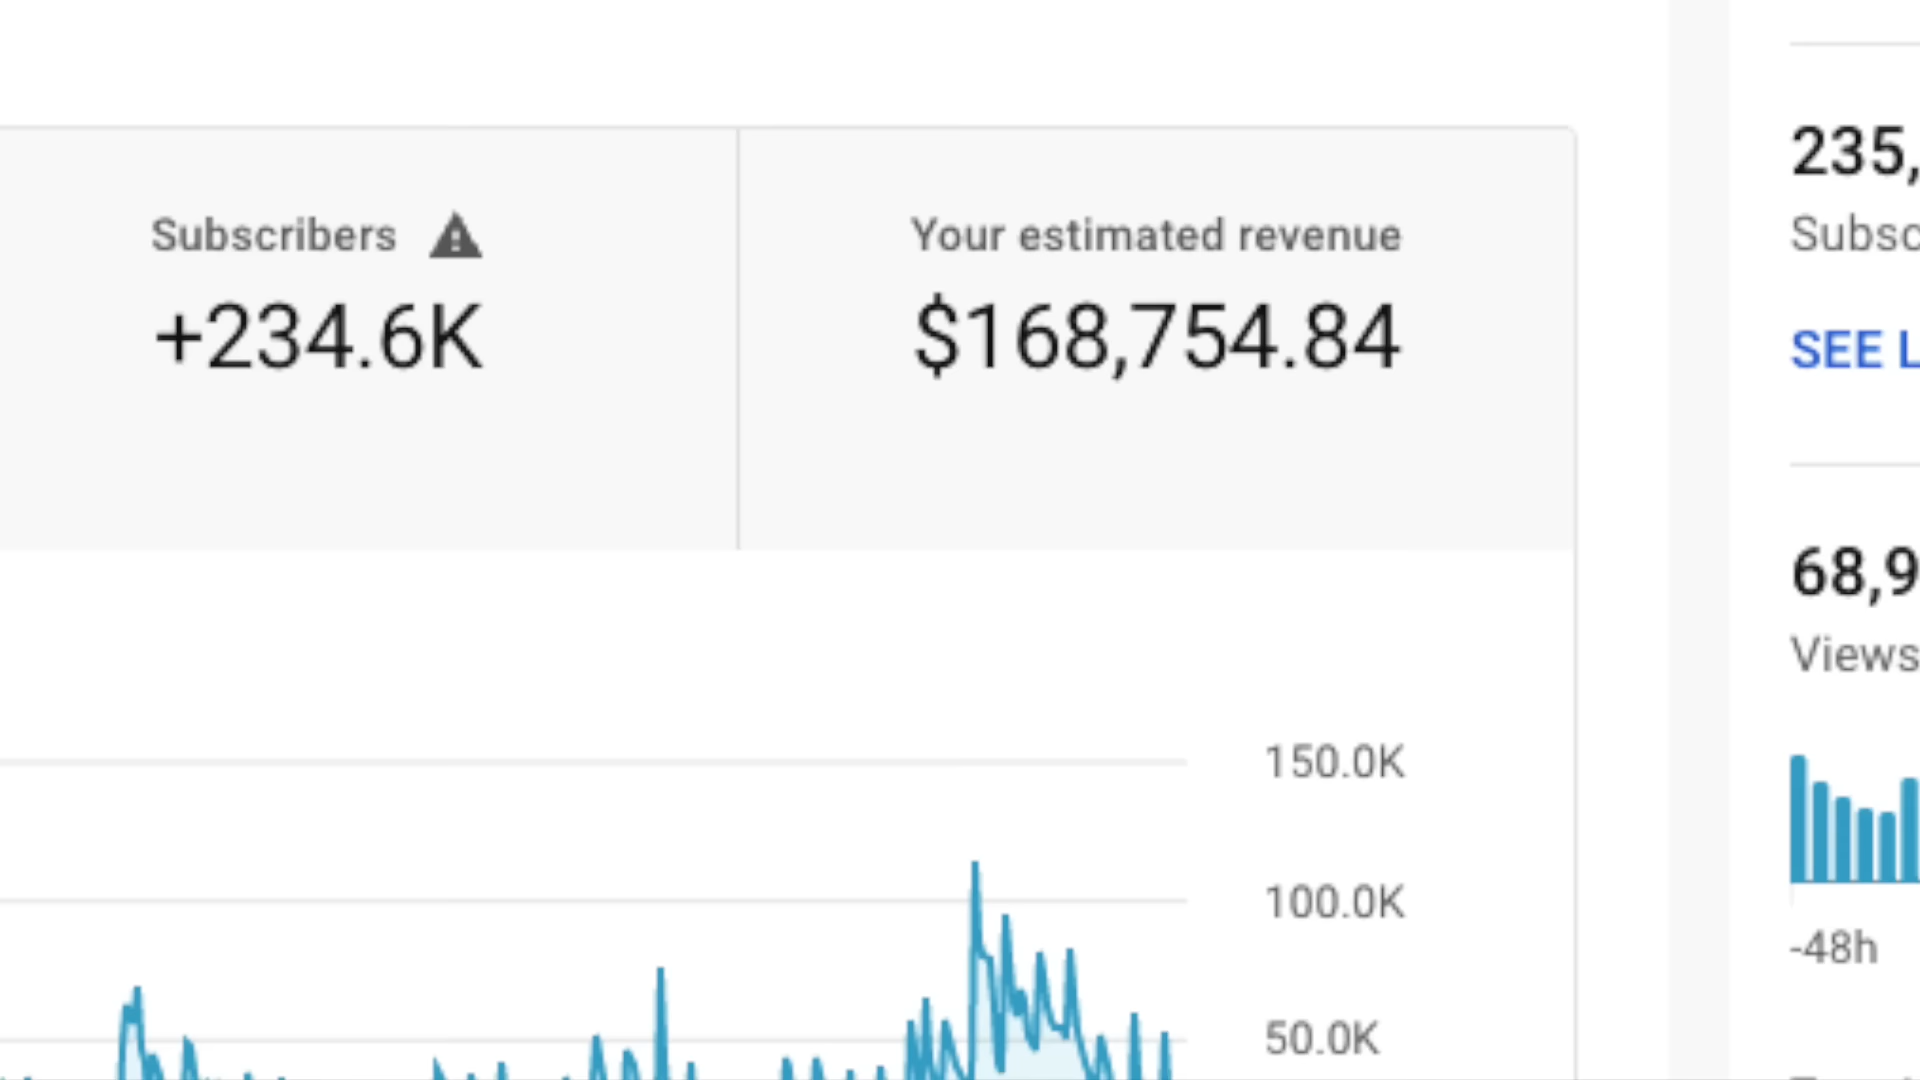 Subscribers
+234.6K
Your estimated revenue
$168,754.84
150.0K
100.0K
50.0K
235,
Subsc
SEE L
68,9
Views
-48h